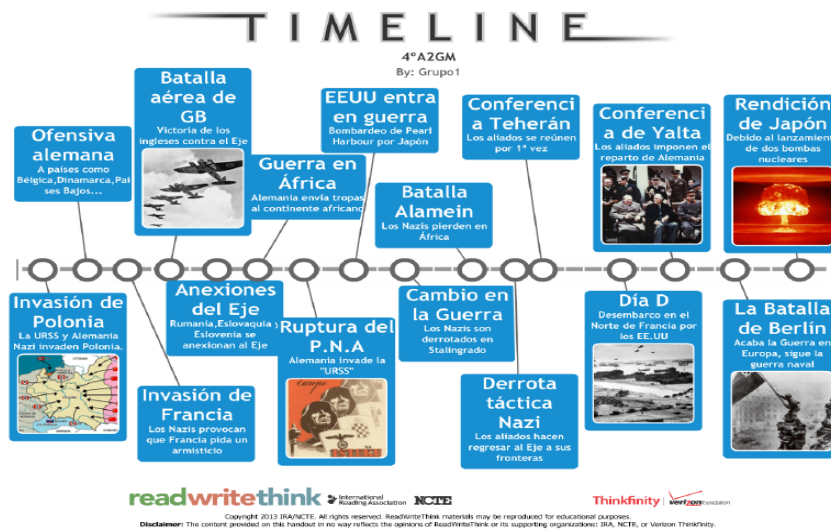 TIMELINE
4ºA2GM
By: Grupo1
Ofensiva
alemana
A países como
Bélgica,Dinamarca,Paí
ses Bajos...
Batalla
aérea de
GB
Victoria de los
ingleses contra el Eje
Guerra en
África
Alemania envía tropas
al continente africano
EEUU entra
en guerra
Bombardeo de Pearl
Harbour por Japón
Batalla
Alamein
Los Nazis pierden en
África
Conferenci
a Teherán
Los aliados se reúnen
por 1ª vez
Conferenci
a de Yalta
Los aliados imponen el
reparto de Alemania
Rendición
de Japón
Debido al lanzamiento
de dos bombas
nucleares
Invasión de
Polonia
La URSS y Alemania
Nazi invaden Polonia.
Invasión de
Francia
Los Nazis provocan
que Francia pida un
armisticio
Anexiones
del Eje
Rumanía,Eslovaquia y
Eslovenia se
anexionan al Eje
Ruptura del
P.N.A
Alemania invade la
"URSS"
Cambio en
la Guerra
Los Nazis son
derrotados en
Stalingrado
Derrota
táctica
Nazi
Los aliados hacen
regresar al Eje a sus
fronteras
Día D
Desembarco en el
Norte de Francia por
los EE.UU
La Batalla
de Berlín
Acaba la Guerra en
Europa, sigue la
guerra naval
readwritethink
International
Reading Association
NCTE
Thinkfinity
verizon foundation
Copyright 2013 IRA/NCTE. All rights reserved. ReadWriteThink materials may be reproduced for educational purposes.
Disclaimer: The content provided on this handout in no way reflects the opinions of ReadWriteThink or its supporting organizations: IRA, NCTE, or Verizon Thinkfinity.